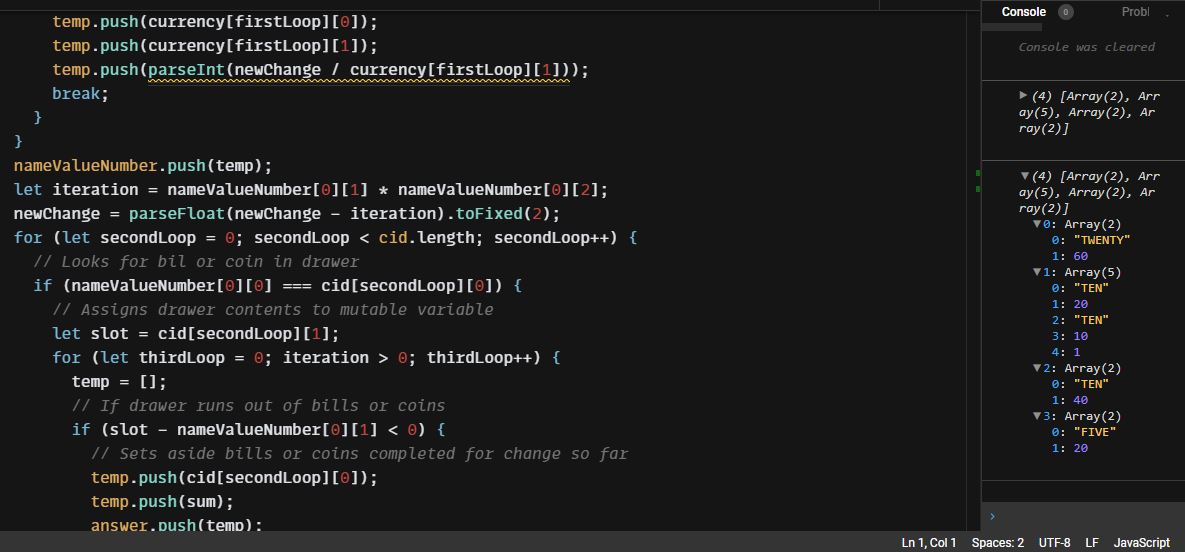 temp.push(currency[firstLoop][0]);
temp.push(currency[firstLoop][1]);
temp.push(parseInt(newChange / currency[firstLoop][1]));
break;
}
}
nameValueNumber.push(temp);
let iteration = nameValueNumber[0][1] * nameValueNumber[0][2];
newChange = parseFloat(newChange - iteration).toFixed(2);
for (let secondLoop = 0; secondLoop < cid.length; secondLoop++) {
// Looks for bil or coin in drawer
if (nameValueNumber[0][0] === cid[secondLoop][0]) {
// Assigns drawer contents to mutable variable
let slot = cid[secondLoop][1];
for (let thirdLoop = 0; iteration > 0; thirdLoop++) {
temp = [];
// If drawer runs out of bills or coins
if (slot - nameValueNumber[0][1] < 0) {
// Sets aside bills or coins completed for change so far
temp.push(cid[secondLoop][0]);
temp.push(sum);
answer.push(temp);
Console 0 Probl
Console was cleared
▶ (4) [Array(2), Arr
ay(5), Array(2), Ar
ray(2)]
▼ (4) [Array(2), Arr
ay(5), Array(2), Ar
ray(2)]
▼ 0: Array(2)
0: "TWENTY"
1: 60
▼ 1: Array(5)
0: "TEN"
1: 20
2: "TEN"
3: 10
4: 1
▼ 2: Array(2)
0: "TEN"
1: 40
▼ 3: Array(2)
0: "FIVE"
1: 20
›
Ln 1, Col 1 Spaces: 2 UTF-8 LF JavaScript